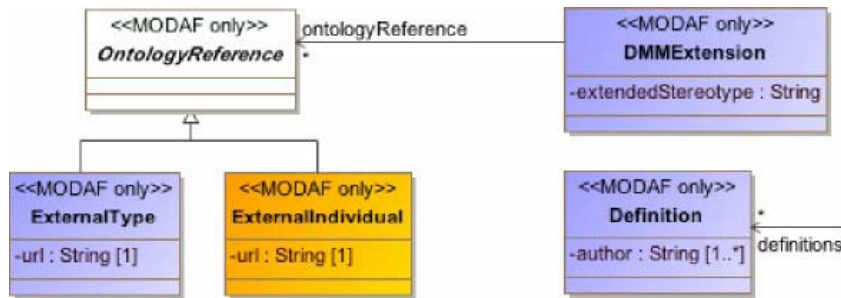 <<MODAF only>>
OntologyReference
ontologyReference
*
<<MODAF only>>
DMMExtension
-extendedStereotype : String
<<MODAF only>>
ExternalType
-url : String [1]
<<MODAF only>>
ExternalIndividual
-url : String [1]
<<MODAF only>>
Definition
-author : String [1..*]
*
definitions